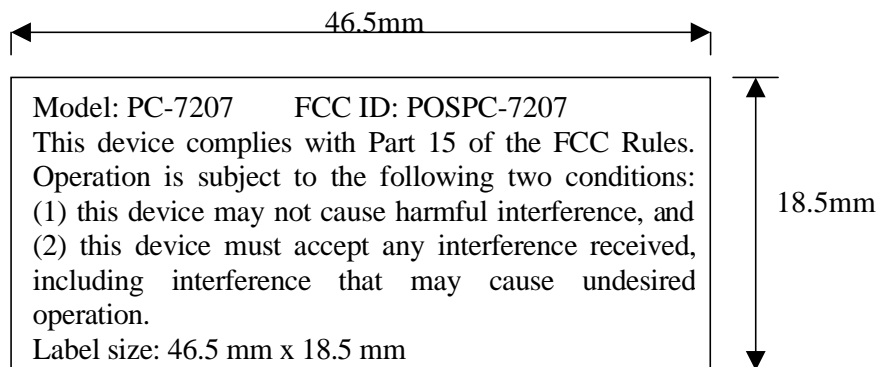 46.5mm
Model: PC-7207 FCC ID: POSPC-7207
This device complies with Part 15 of the FCC Rules.
Operation is subject to the following two conditions:
(1) this device may not cause harmful interference, and
(2) this device must accept any interference received,
including interference that may cause undesired
operation.
Label size: 46.5 mm x 18.5 mm
18.5mm